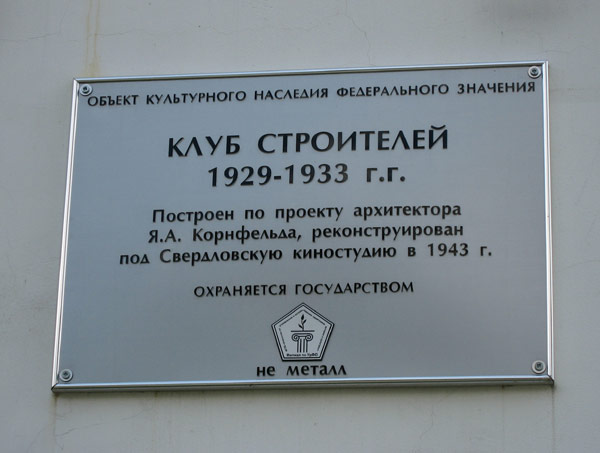 ОБЪЕКТ КУЛЬТУРНОГО НАСЛЕДИЯ ФЕДЕРАЛЬНОГО ЗНАЧЕНИЯ
КЛУБ СТРОИТЕЛЕЙ
1929-1933 г.г.
Построен по проекту архитектора
Я.А. Корнфельда, реконструирован
под Свердловскую киностудию в 1943 г.
ОХРАНЯЕТСЯ ГОСУДАРСТВОМ
не металл